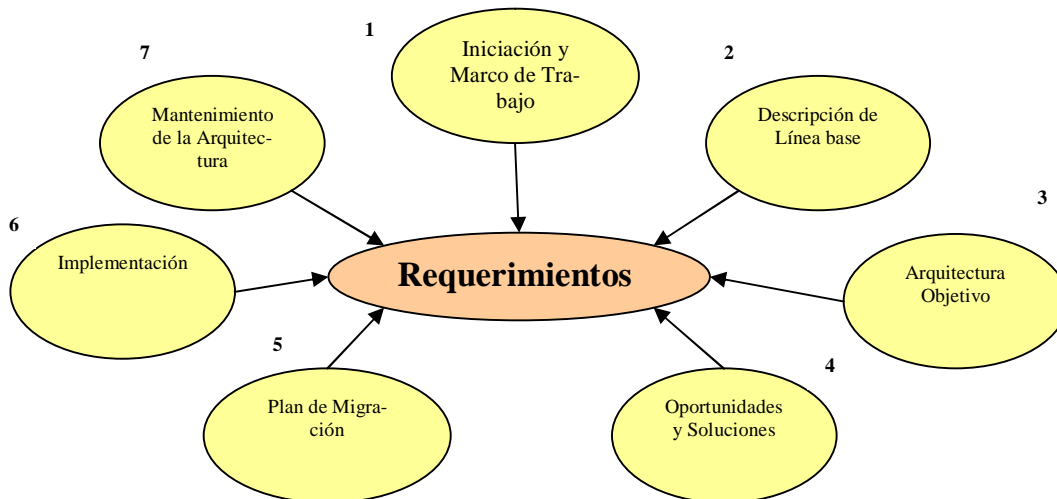 1
Iniciación y
Marco de Tra-
bajo
2
Descripción de
Línea base
3
Arquitectura
Objetivo
4
Oportunidades
y Soluciones
5
Plan de Migra-
ción
6
Implementación
7
Mantenimiento
de la Arquitec-
tura
Requerimientos